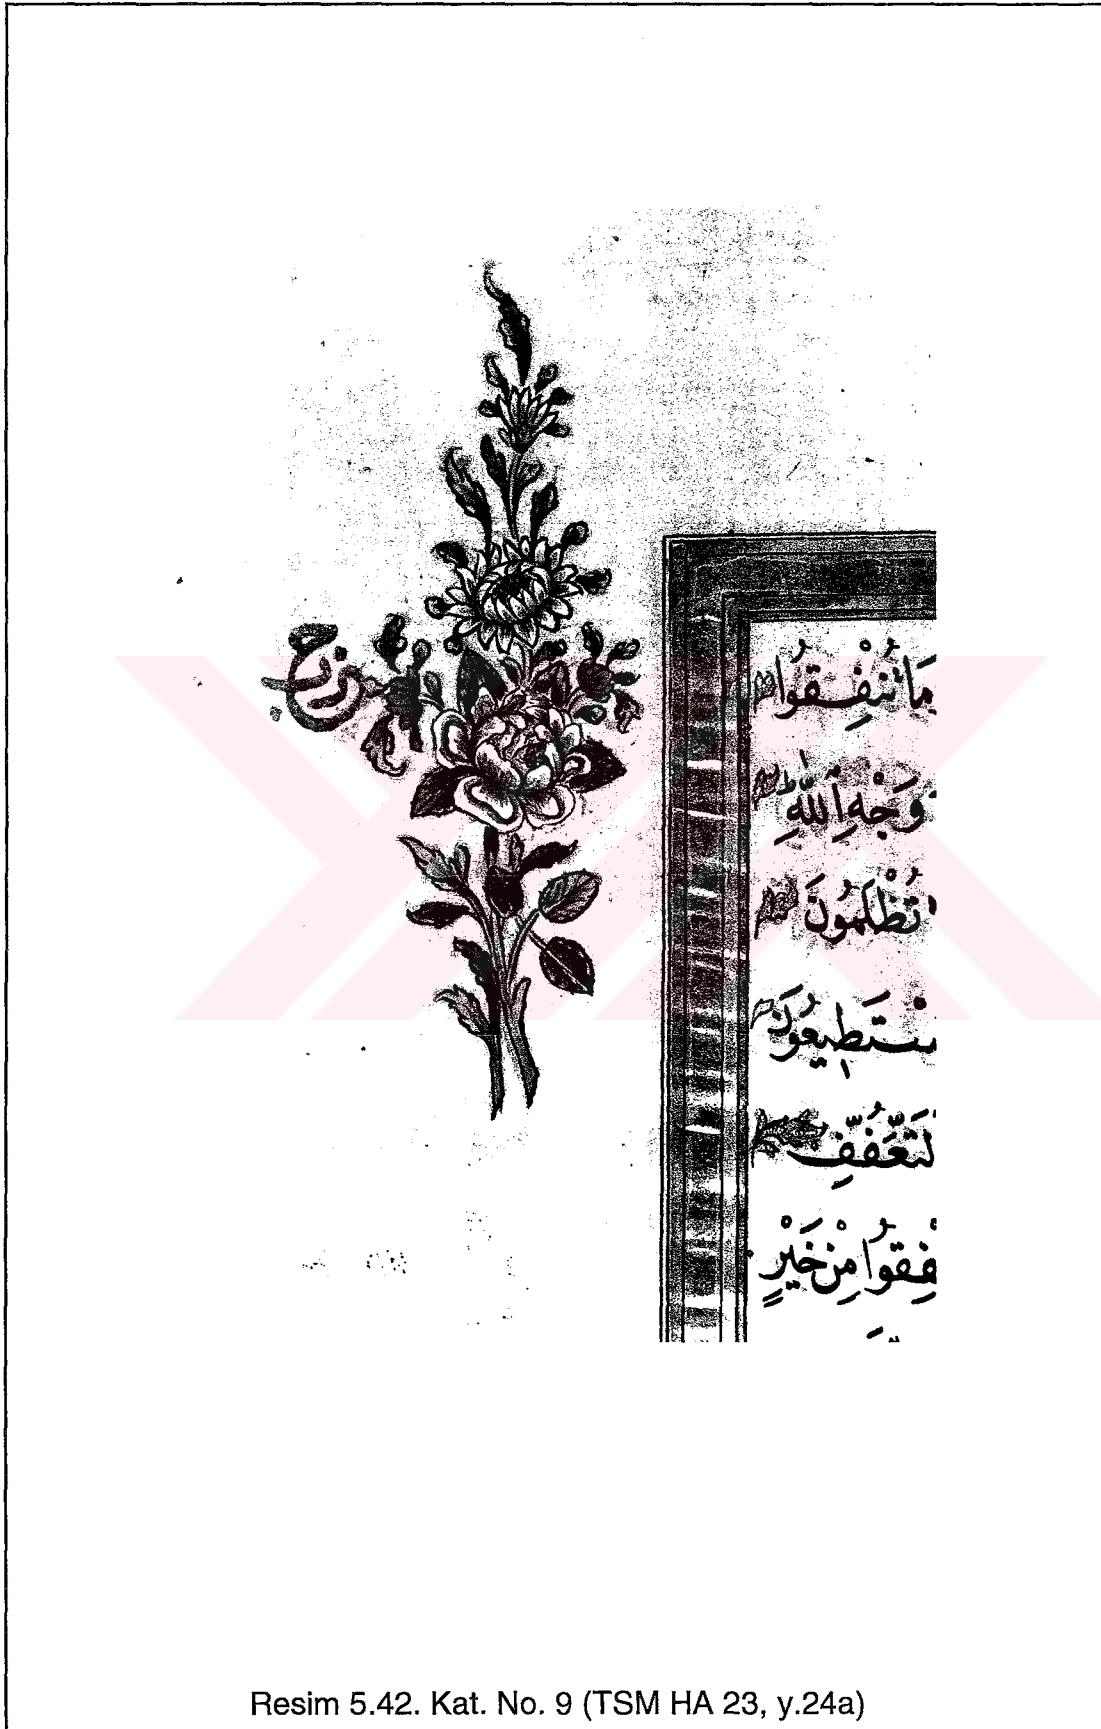 مَا تُنْفِقُوا
وَجْهِ اللّٰهِ
تُظْلَمُونَ
سْتَطِيعُونَ
لتَّعَفُّفِ
فِقُوا مِنْ خَيْرٍ
Resim 5.42. Kat. No. 9 (TSM HA 23, y.24a)